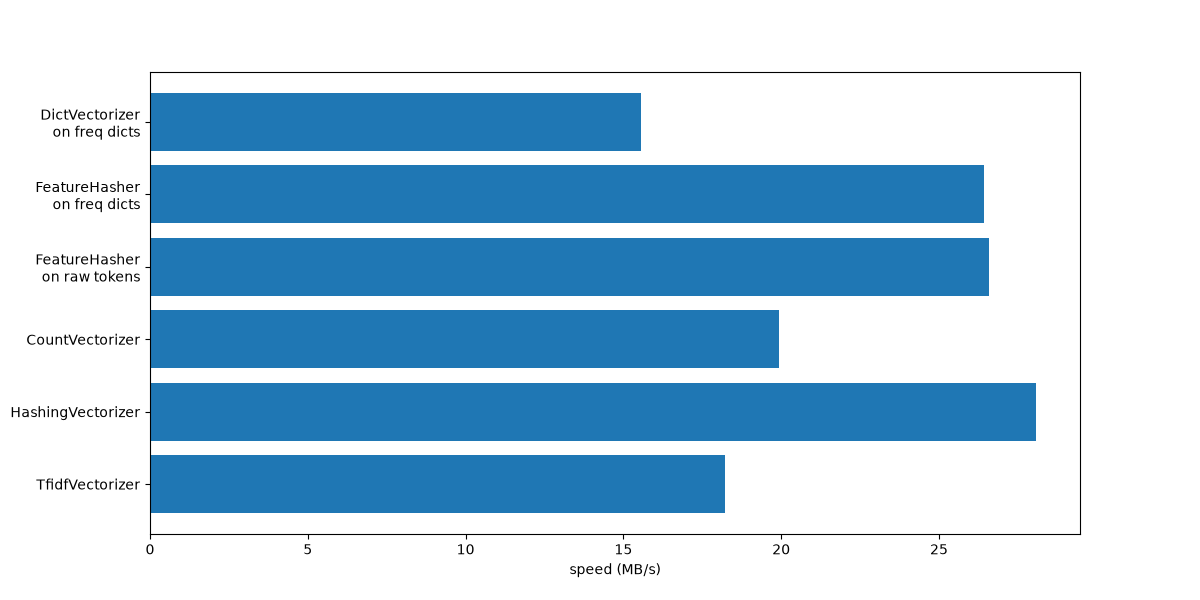 DictVectorizer
on freq dicts
FeatureHasher
on freq dicts
FeatureHasher
on raw tokens
CountVectorizer
HashingVectorizer
TfidfVectorizer
0 5 10 15 20 25
speed (MB/s)